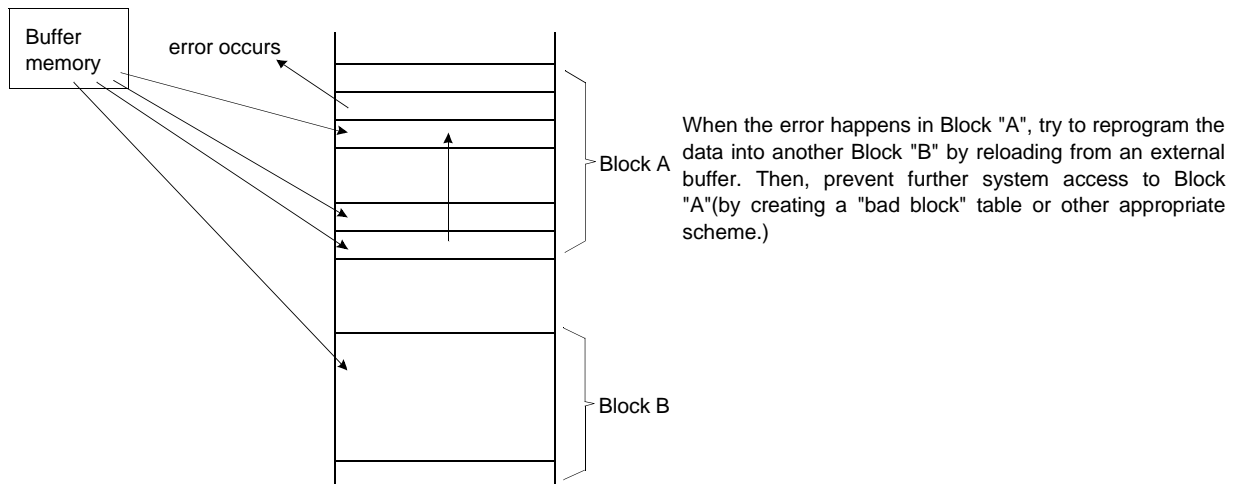 Buffer
memory
error occurs
Block A
When the error happens in Block "A", try to reprogram the
data into another Block "B" by reloading from an external
buffer. Then, prevent further system access to Block
"A"(by creating a "bad block" table or other appropriate
scheme.)
Block B